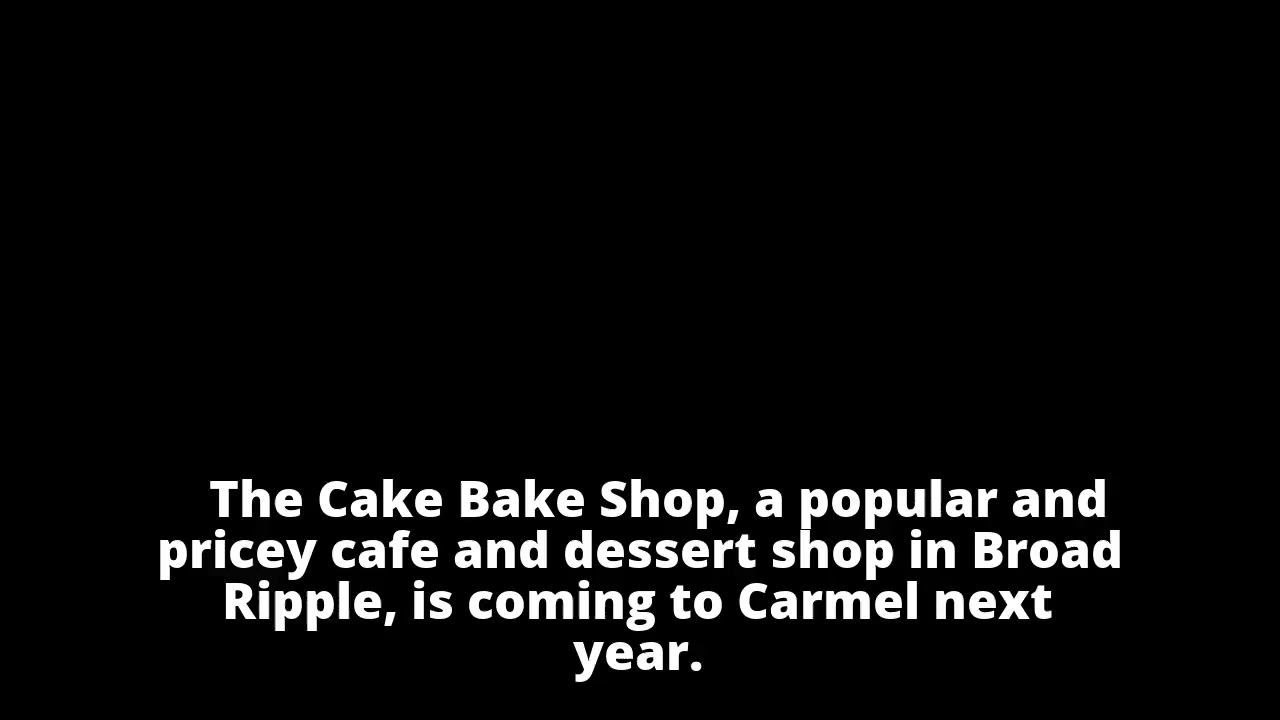 The Cake Bake Shop, a popular and
pricey cafe and dessert shop in Broad
Ripple, is coming to Carmel next
year.